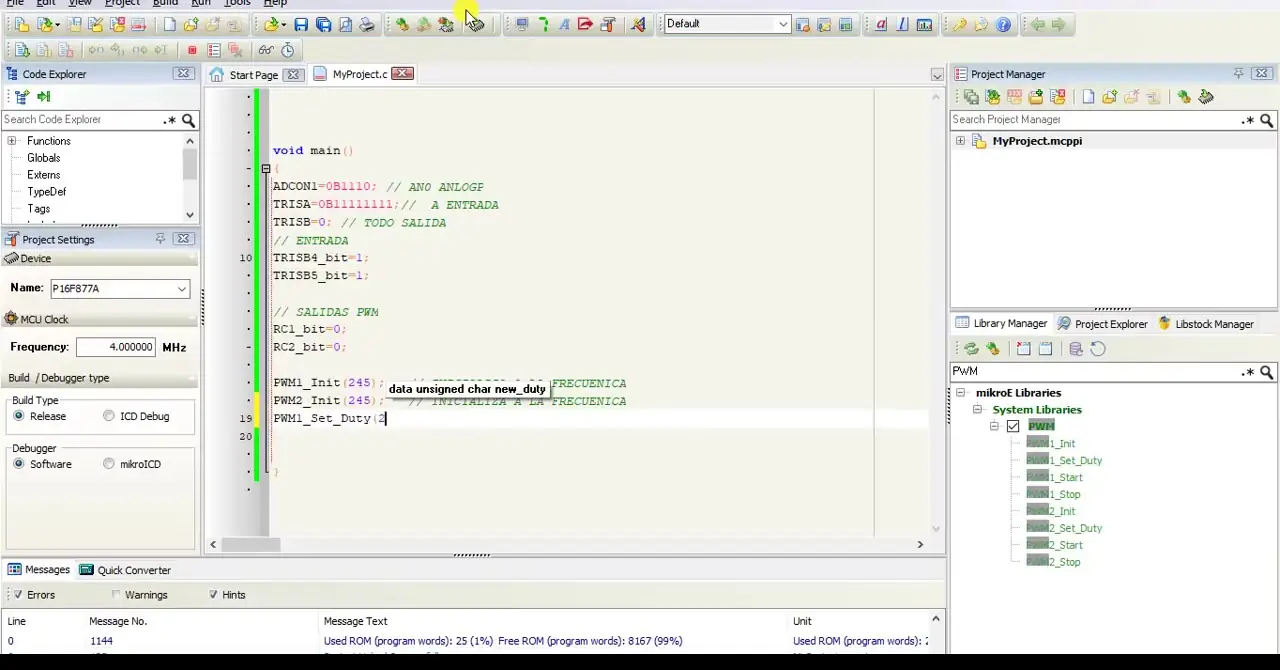 File Edit View Project Build Run Tools Help
Default
Code Explorer
Start Page
MyProject.c
Project Manager
Search Code Explorer
Search Project Manager
Functions
Globals
Externs
TypeDef
Tags
MyProject.mcppi
void main()
{
ADCON1=0B1110; // AN0 ANLOGP
TRISA=0B11111111;// A ENTRADA
TRISB=0; // TODO SALIDA
// ENTRADA
10 TRISB4_bit=1;
TRISB5_bit=1;
// SALIDAS PWM
RC1_bit=0;
RC2_bit=0;
PWM1_Init(245);
FRECUENICA
data unsigned char new_duty
PWM2_Init(245); // INICIALIZA A LA FRECUENICA
19 PWM1_Set_Duty(2
20
}
Project Settings
Device
Name: P16F877A
MCU Clock
Frequency: 4.000000 MHz
Build / Debugger type
Build Type
Release ICD Debug
Debugger
Software mikroICD
Library Manager Project Explorer Libstock Manager
PWM
mikroE Libraries
System Libraries
PWM
PWM1_Init
PWM1_Set_Duty
PWM1_Start
PWM1_Stop
PWM2_Init
PWM2_Set_Duty
PWM2_Start
PWM2_Stop
Messages Quick Converter
Errors Warnings Hints
Line Message No. Message Text Unit
0 1144 Used ROM (program words): 25 (1%) Free ROM (program words): 8167 (99%) Used ROM (program words): 2